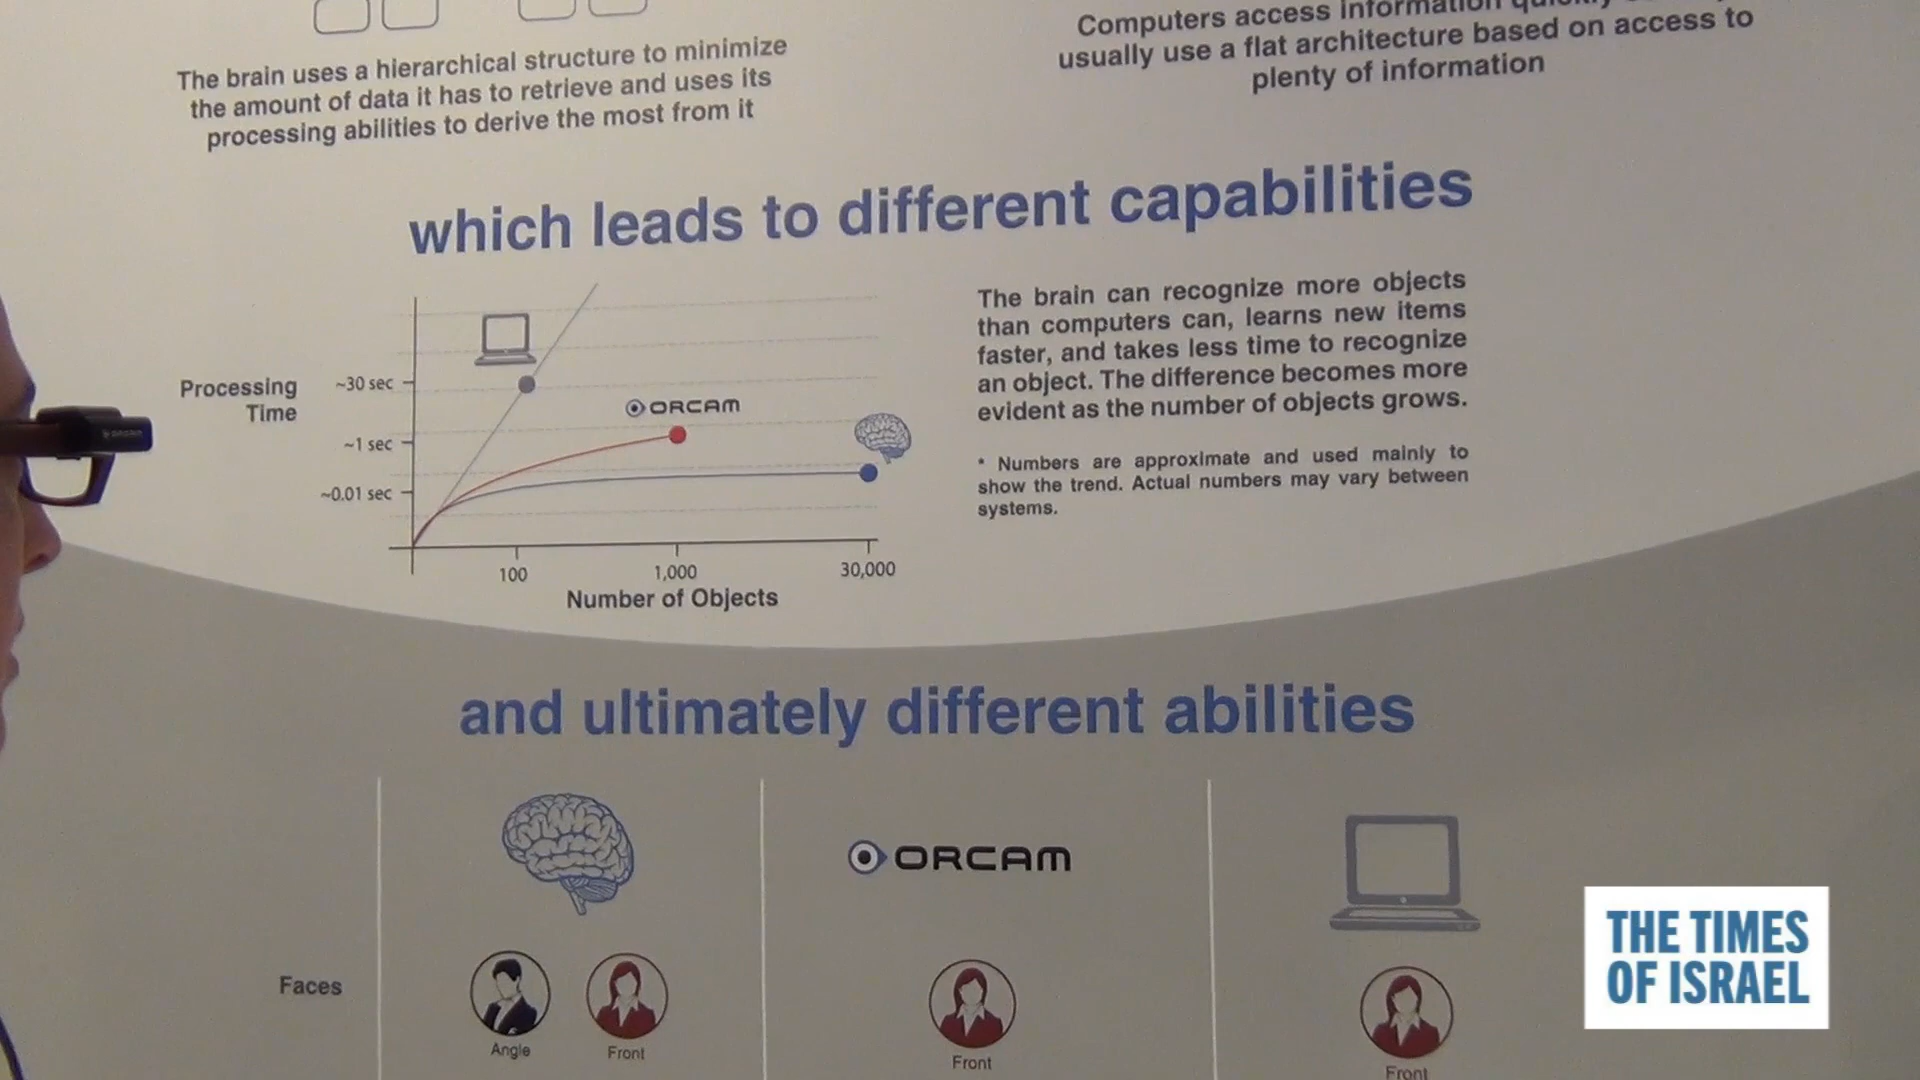 The brain uses a hierarchical structure to minimize
the amount of data it has to retrieve and uses its
processing abilities to derive the most from it
Computers access information quickly
usually use a flat architecture based on access to
plenty of information
which leads to different capabilities
Processing
Time
~30 sec
~1 sec
~0.01 sec
ORCAM
100
1,000
30,000
Number of Objects
The brain can recognize more objects
than computers can, learns new items
faster, and takes less time to recognize
an object. The difference becomes more
evident as the number of objects grows.
* Numbers are approximate and used mainly to
show the trend. Actual numbers may vary between
systems.
ORCAM
and ultimately different abilities
ORCAM
Faces
Angle
Front
Front
Front
THE TIMES
OF ISRAEL